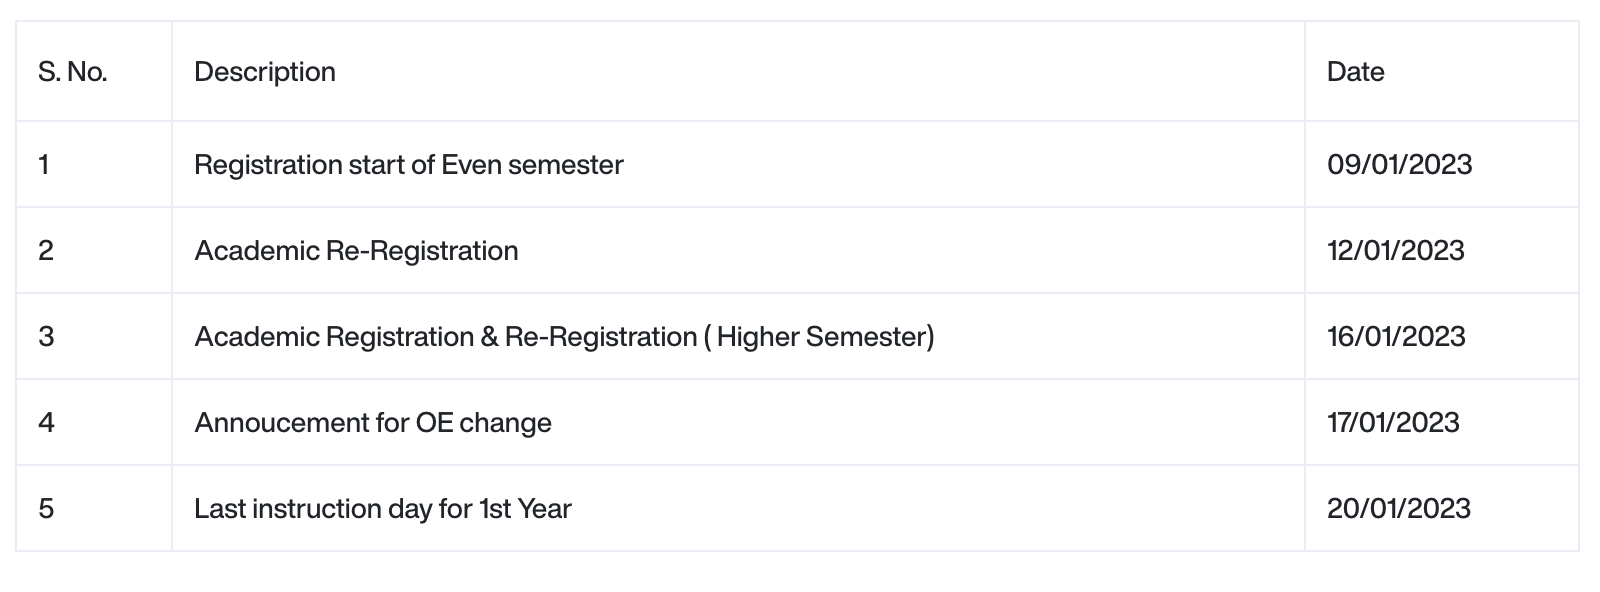 S. No. Description Date
1 Registration start of Even semester 09/01/2023
2 Academic Re-Registration 12/01/2023
3 Academic Registration & Re-Registration ( Higher Semester) 16/01/2023
4 Annoucement for OE change 17/01/2023
5 Last instruction day for 1st Year 20/01/2023